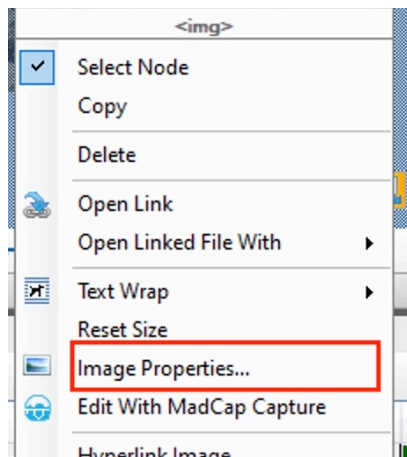 <img>
Select Node
Copy
Delete
Open Link
Open Linked File With
Text Wrap
Reset Size
Image Properties...
Edit With MadCap Capture
Hyperlink Image